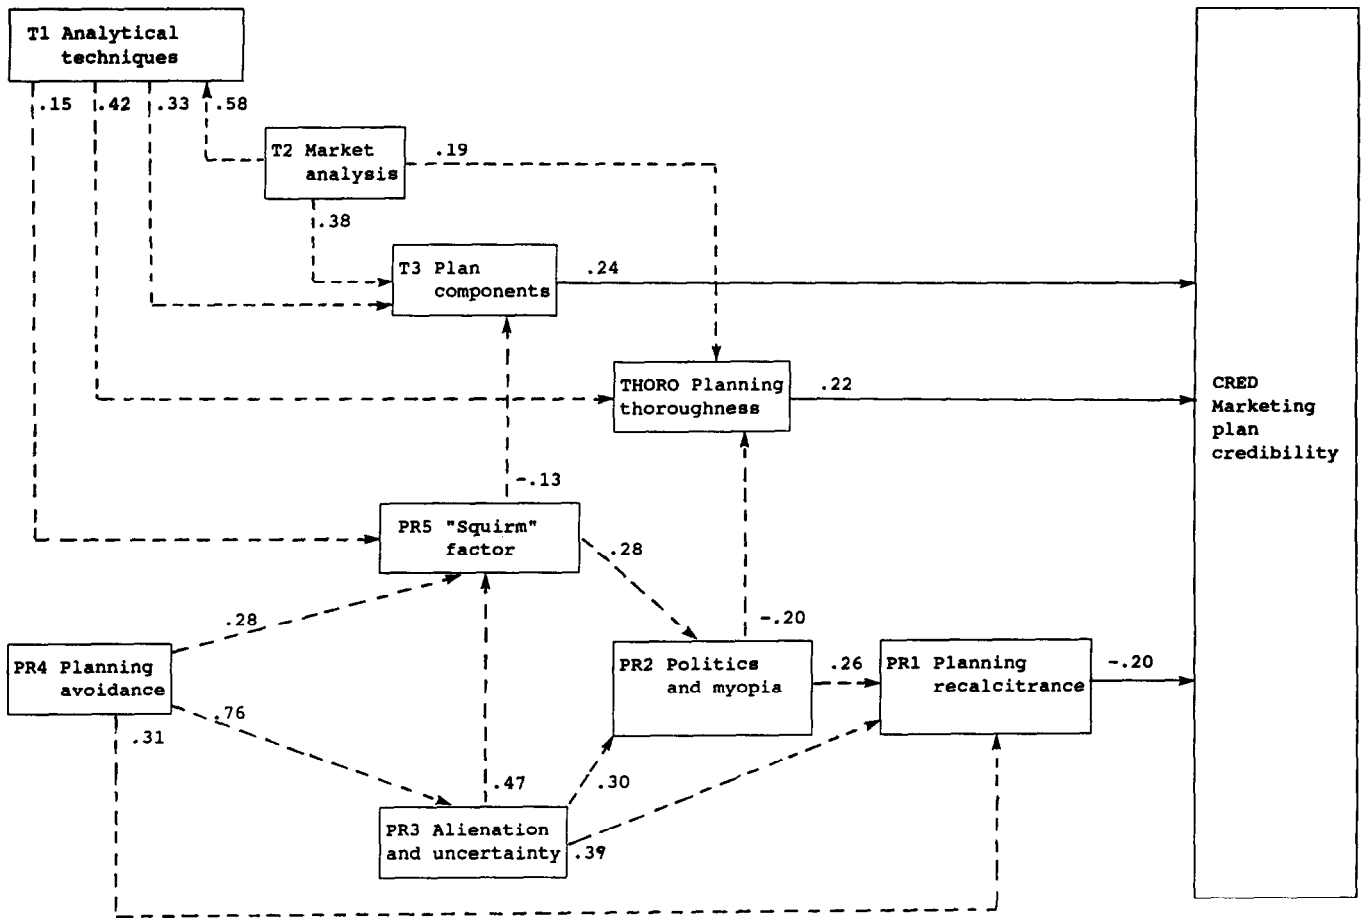 T1 Analytical
techniques
.15
.42
.33
.58
T2 Market
analysis
.19
.38
T3 Plan
components
.24
THORO Planning
thoroughness
.22
CRED
Marketing
plan
credibility
-.13
PR5 "Squirm"
factor
.28
.28
-.20
PR4 Planning
avoidance
PR2 Politics
and myopia
.26
PR1 Planning
recalcitrance
-.20
.76
.31
.47
.30
PR3 Alienation
and uncertainty
.39